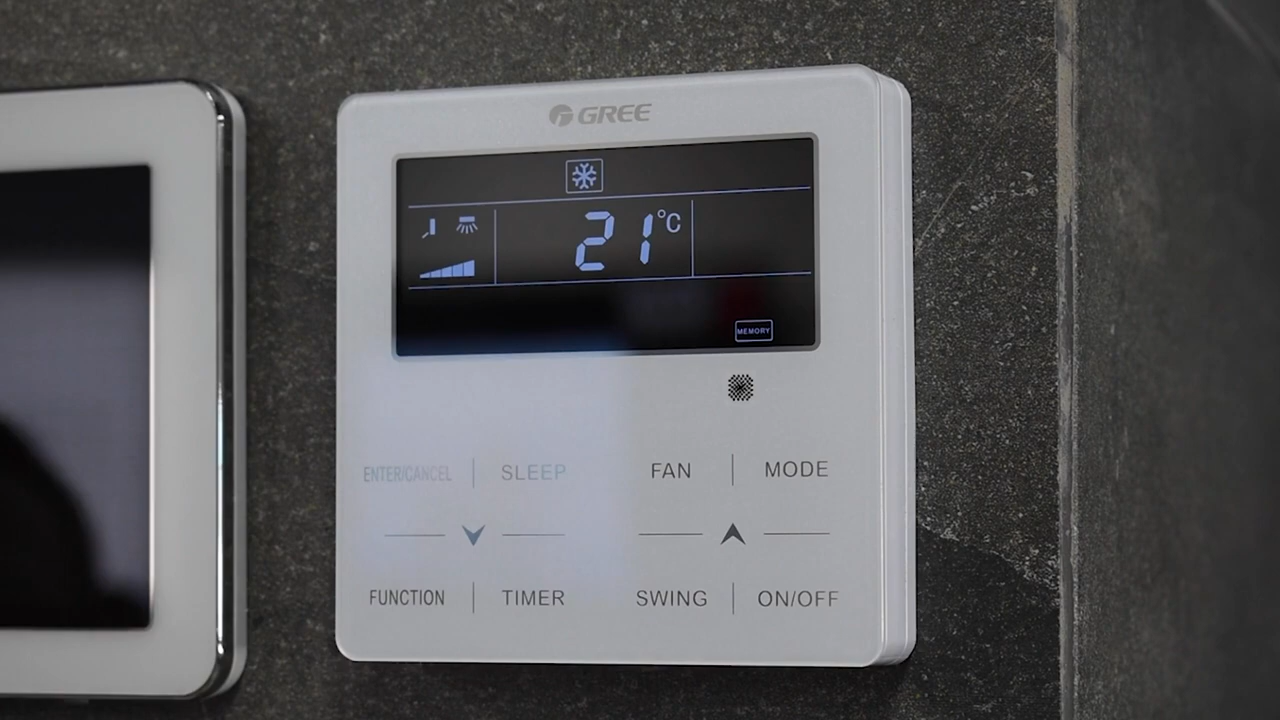 GREE
21°C
MEMORY
ENTER/CANCEL SLEEP FAN MODE
FUNCTION TIMER SWING ON/OFF